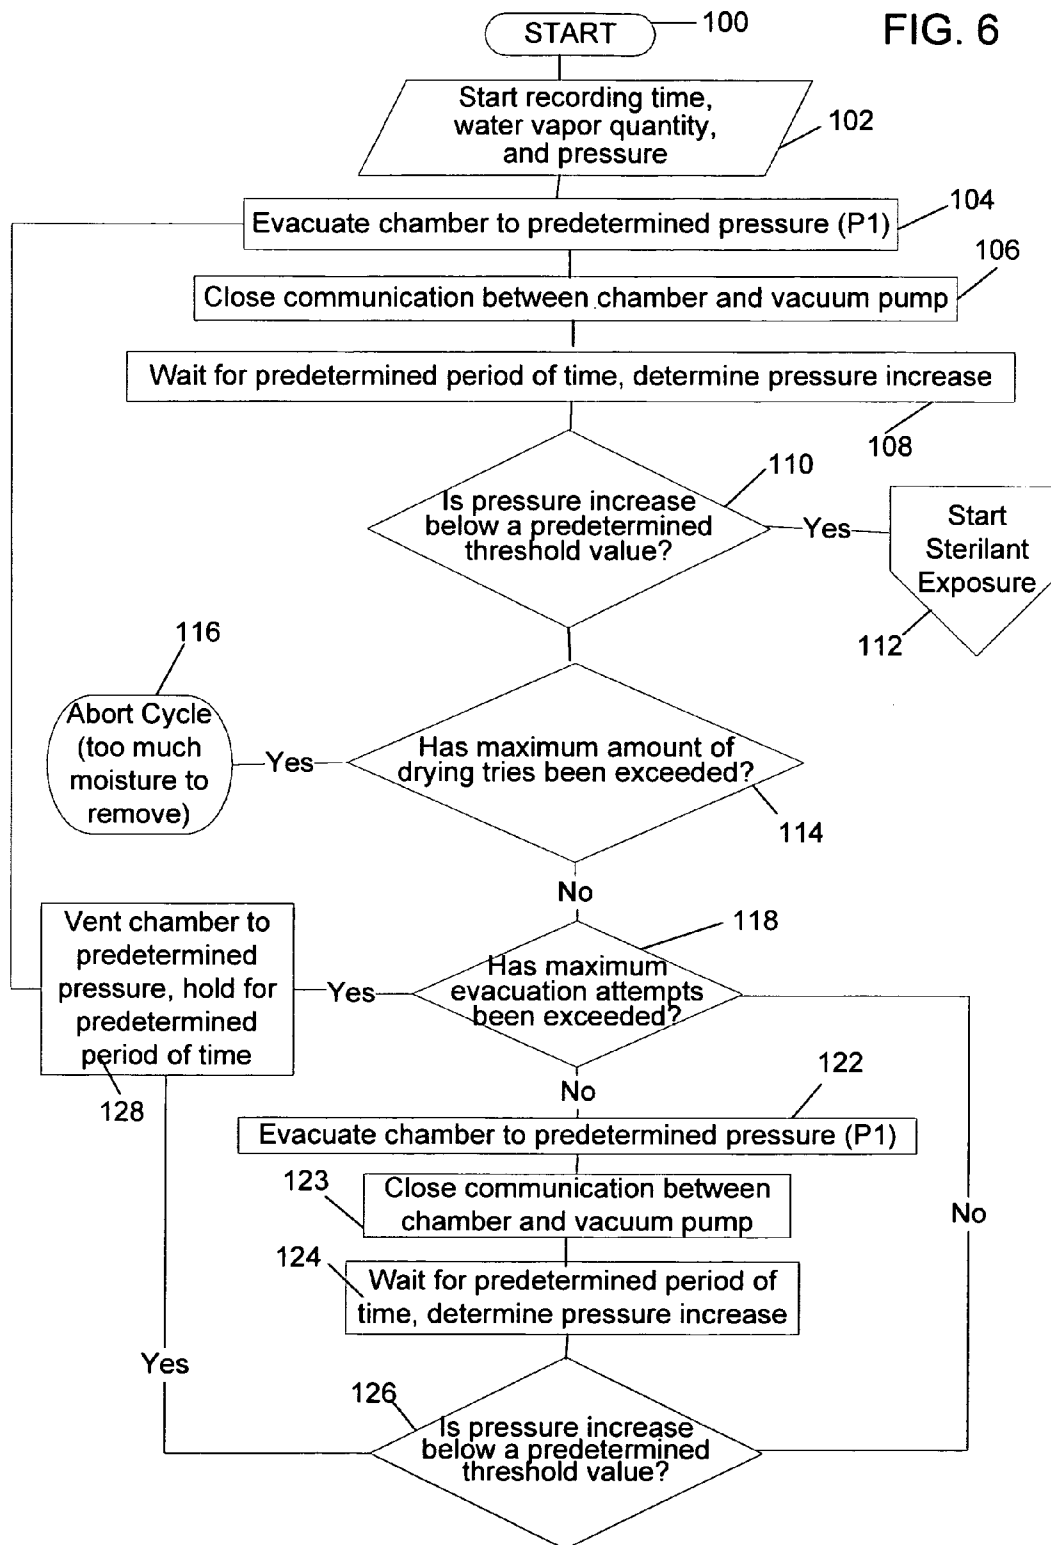 FIG. 6
START
100
Start recording time,
water vapor quantity,
and pressure
102
Evacuate chamber to predetermined pressure (P1)
104
106
Close communication between chamber and vacuum pump
Wait for predetermined period of time, determine pressure increase
108
110
Is pressure increase
below a predetermined
threshold value?
Yes
Start
Sterilant
Exposure
112
116
Abort Cycle
(too much
moisture to
remove)
Yes
Has maximum amount of
drying tries been exceeded?
114
No
118
Vent chamber to
predetermined
pressure, hold for
predetermined
period of time
128
Yes
Has maximum
evacuation attempts
been exceeded?
No
122
Evacuate chamber to predetermined pressure (P1)
123
Close communication between
chamber and vacuum pump
No
124
Wait for predetermined period of
time, determine pressure increase
Yes
126
Is pressure increase
below a predetermined
threshold value?